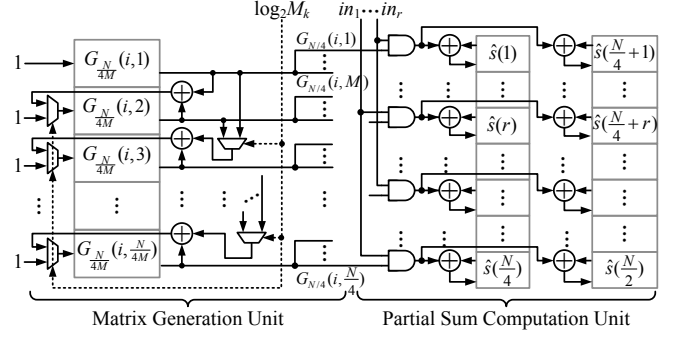 log₂M_k in₁…in_r
1 G_{N/4M}(i,1) G_{N/4}(i,1) ŝ(1) ŝ(N/4+1)
1 G_{N/4M}(i,2) G_{N/4}(i,M) ŝ(r) ŝ(N/4+r)
1 G_{N/4M}(i,3)
1 G_{N/4M}(i,N/4M) G_{N/4}(i,N/4) ŝ(N/4) ŝ(N/2)
Matrix Generation Unit Partial Sum Computation Unit